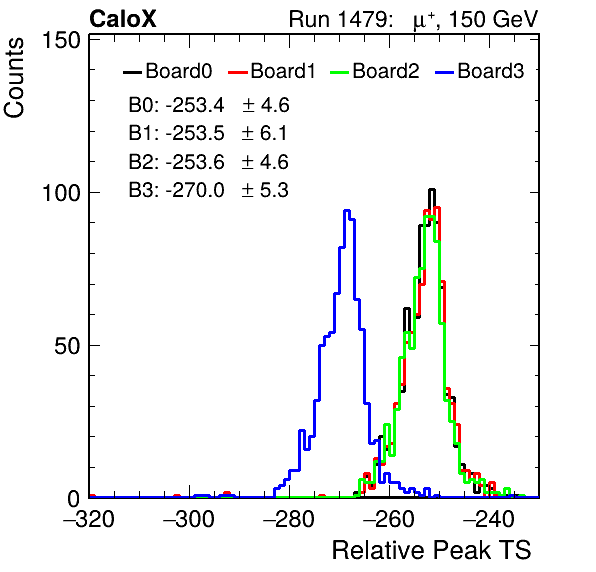 CaloX Run 1479: μ⁺, 150 GeV
Counts
150
Board0 Board1 Board2 Board3
B0: -253.4 ± 4.6
B1: -253.5 ± 6.1
B2: -253.6 ± 4.6
B3: -270.0 ± 5.3
100
50
0
−320 −300 −280 −260 −240
Relative Peak TS